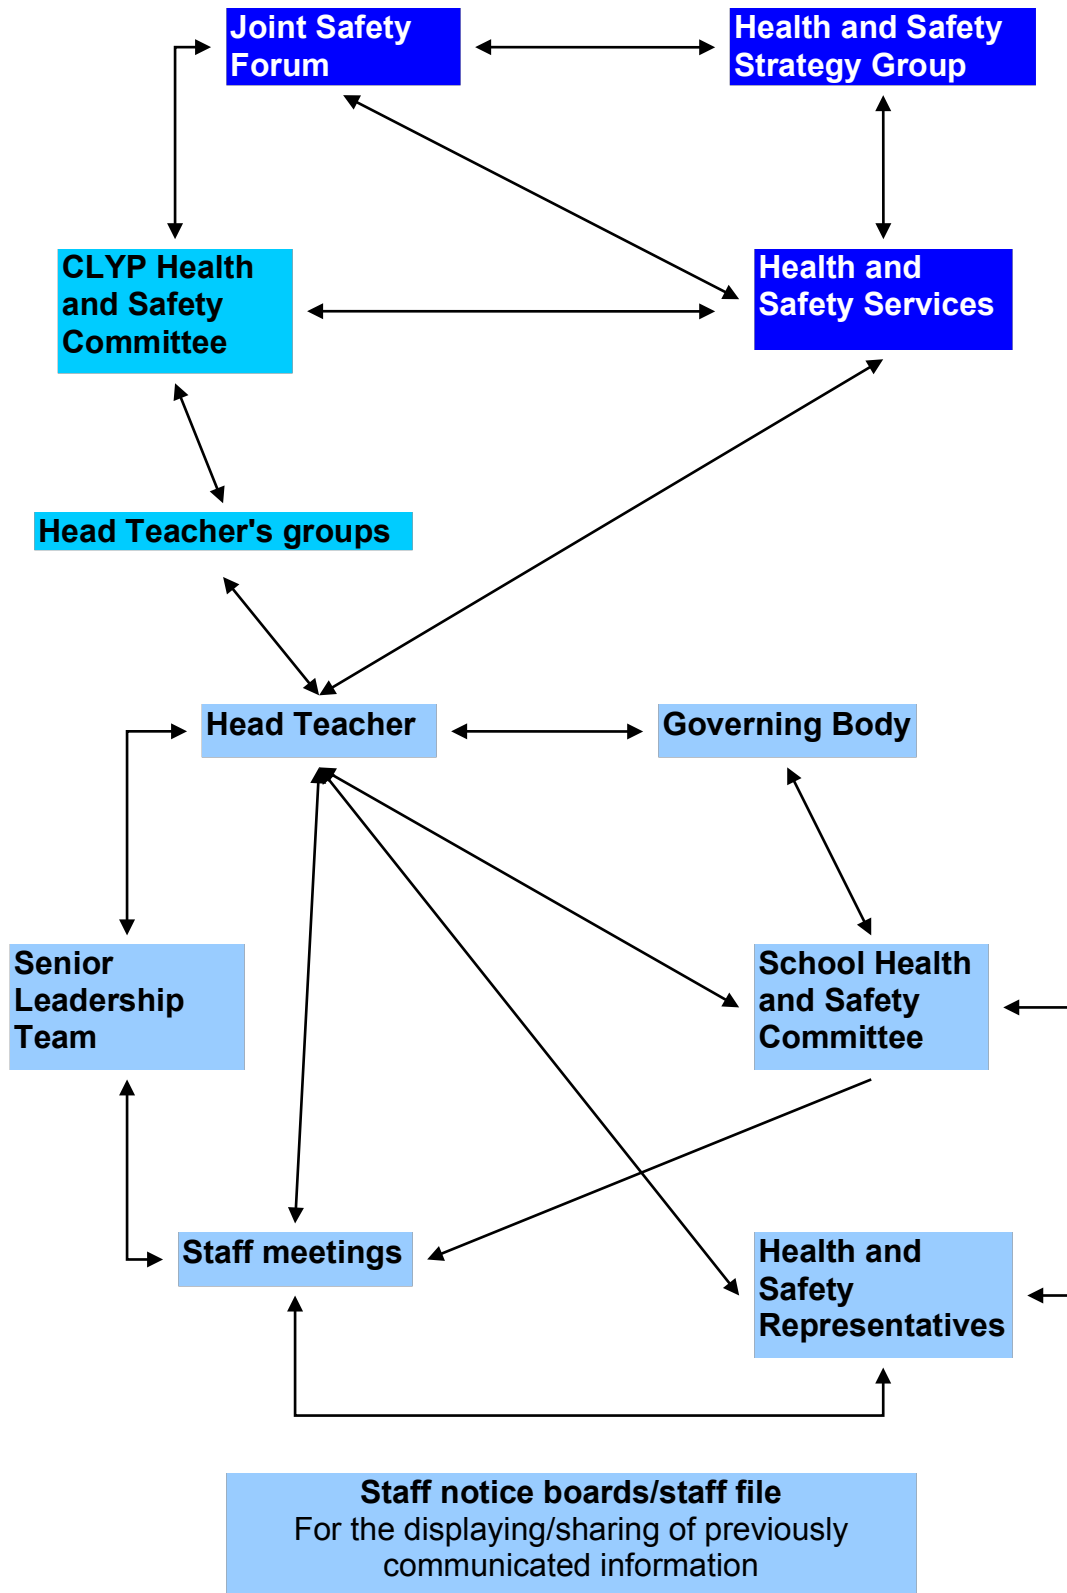 Joint Safety
Forum
Health and Safety
Strategy Group
CLYP Health
and Safety
Committee
Health and
Safety Services
Head Teacher's groups
Head Teacher
Governing Body
Senior
Leadership
Team
School Health
and Safety
Committee
Staff meetings
Health and
Safety
Representatives
Staff notice boards/staff file
For the displaying/sharing of previously
communicated information